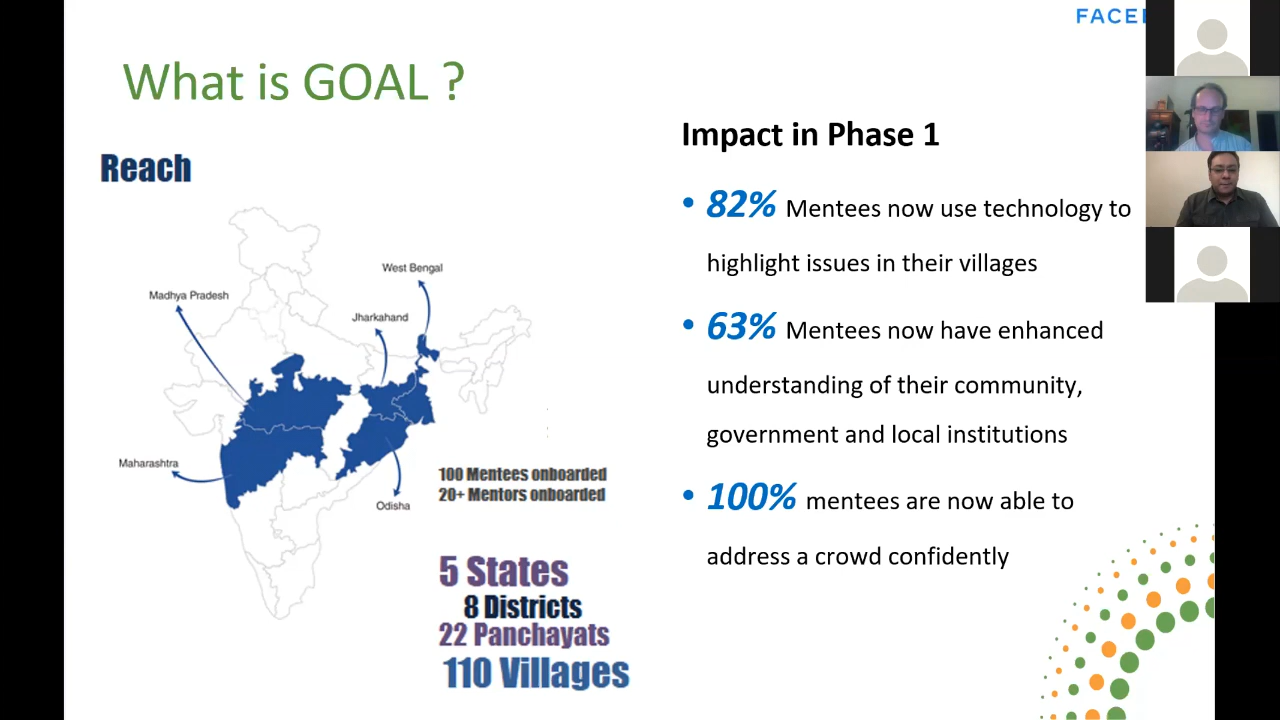 What is GOAL ?
Reach
West Bengal
Madhya Pradesh
Jharkahand
Maharashtra
Odisha
100 Mentees onboarded
20+ Mentors onboarded
5 States
8 Districts
22 Panchayats
110 Villages
Impact in Phase 1
• 82% Mentees now use technology to
highlight issues in their villages
• 63% Mentees now have enhanced
understanding of their community,
government and local institutions
• 100% mentees are now able to
address a crowd confidently